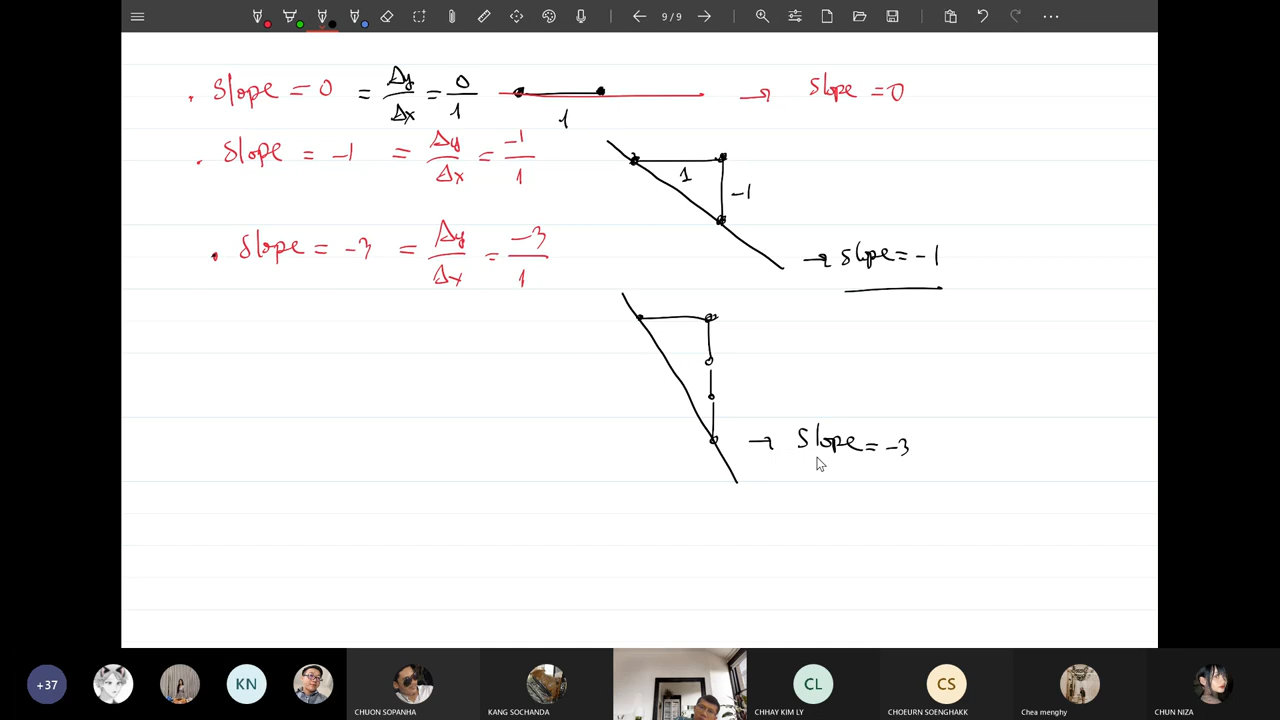 9/9
. Slope = 0 = Δy/Δx = 0/1 1 → Slope = 0
. Slope = -1 = Δy/Δx = -1/1
1
-1
→ Slope = -1
. Slope = -3 = Δy/Δx = -3/1
→ Slope = -3
+37
KN
CHUON SOPANHA
KANG SOCHANDA
CL
CHHAY KIM LY
CS
CHOEURN SOENGHAKK
Chea menghy
CHUN NIZA